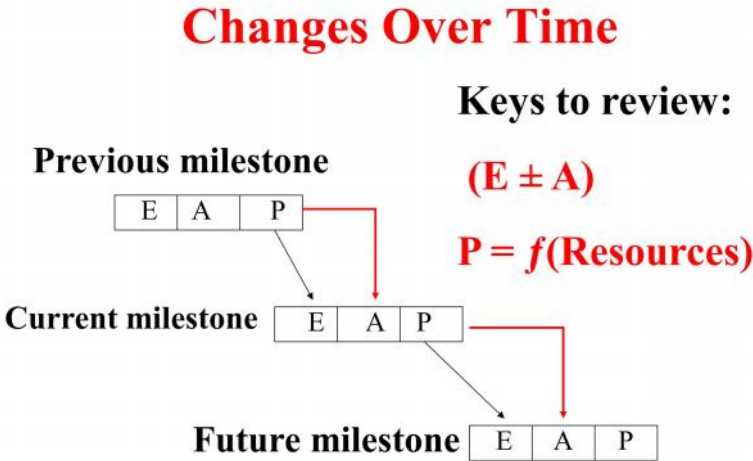 Changes Over Time
Keys to review:
Previous milestone
(E ± A)
E A P
P = ƒ(Resources)
Current milestone E A P
Future milestone E A P